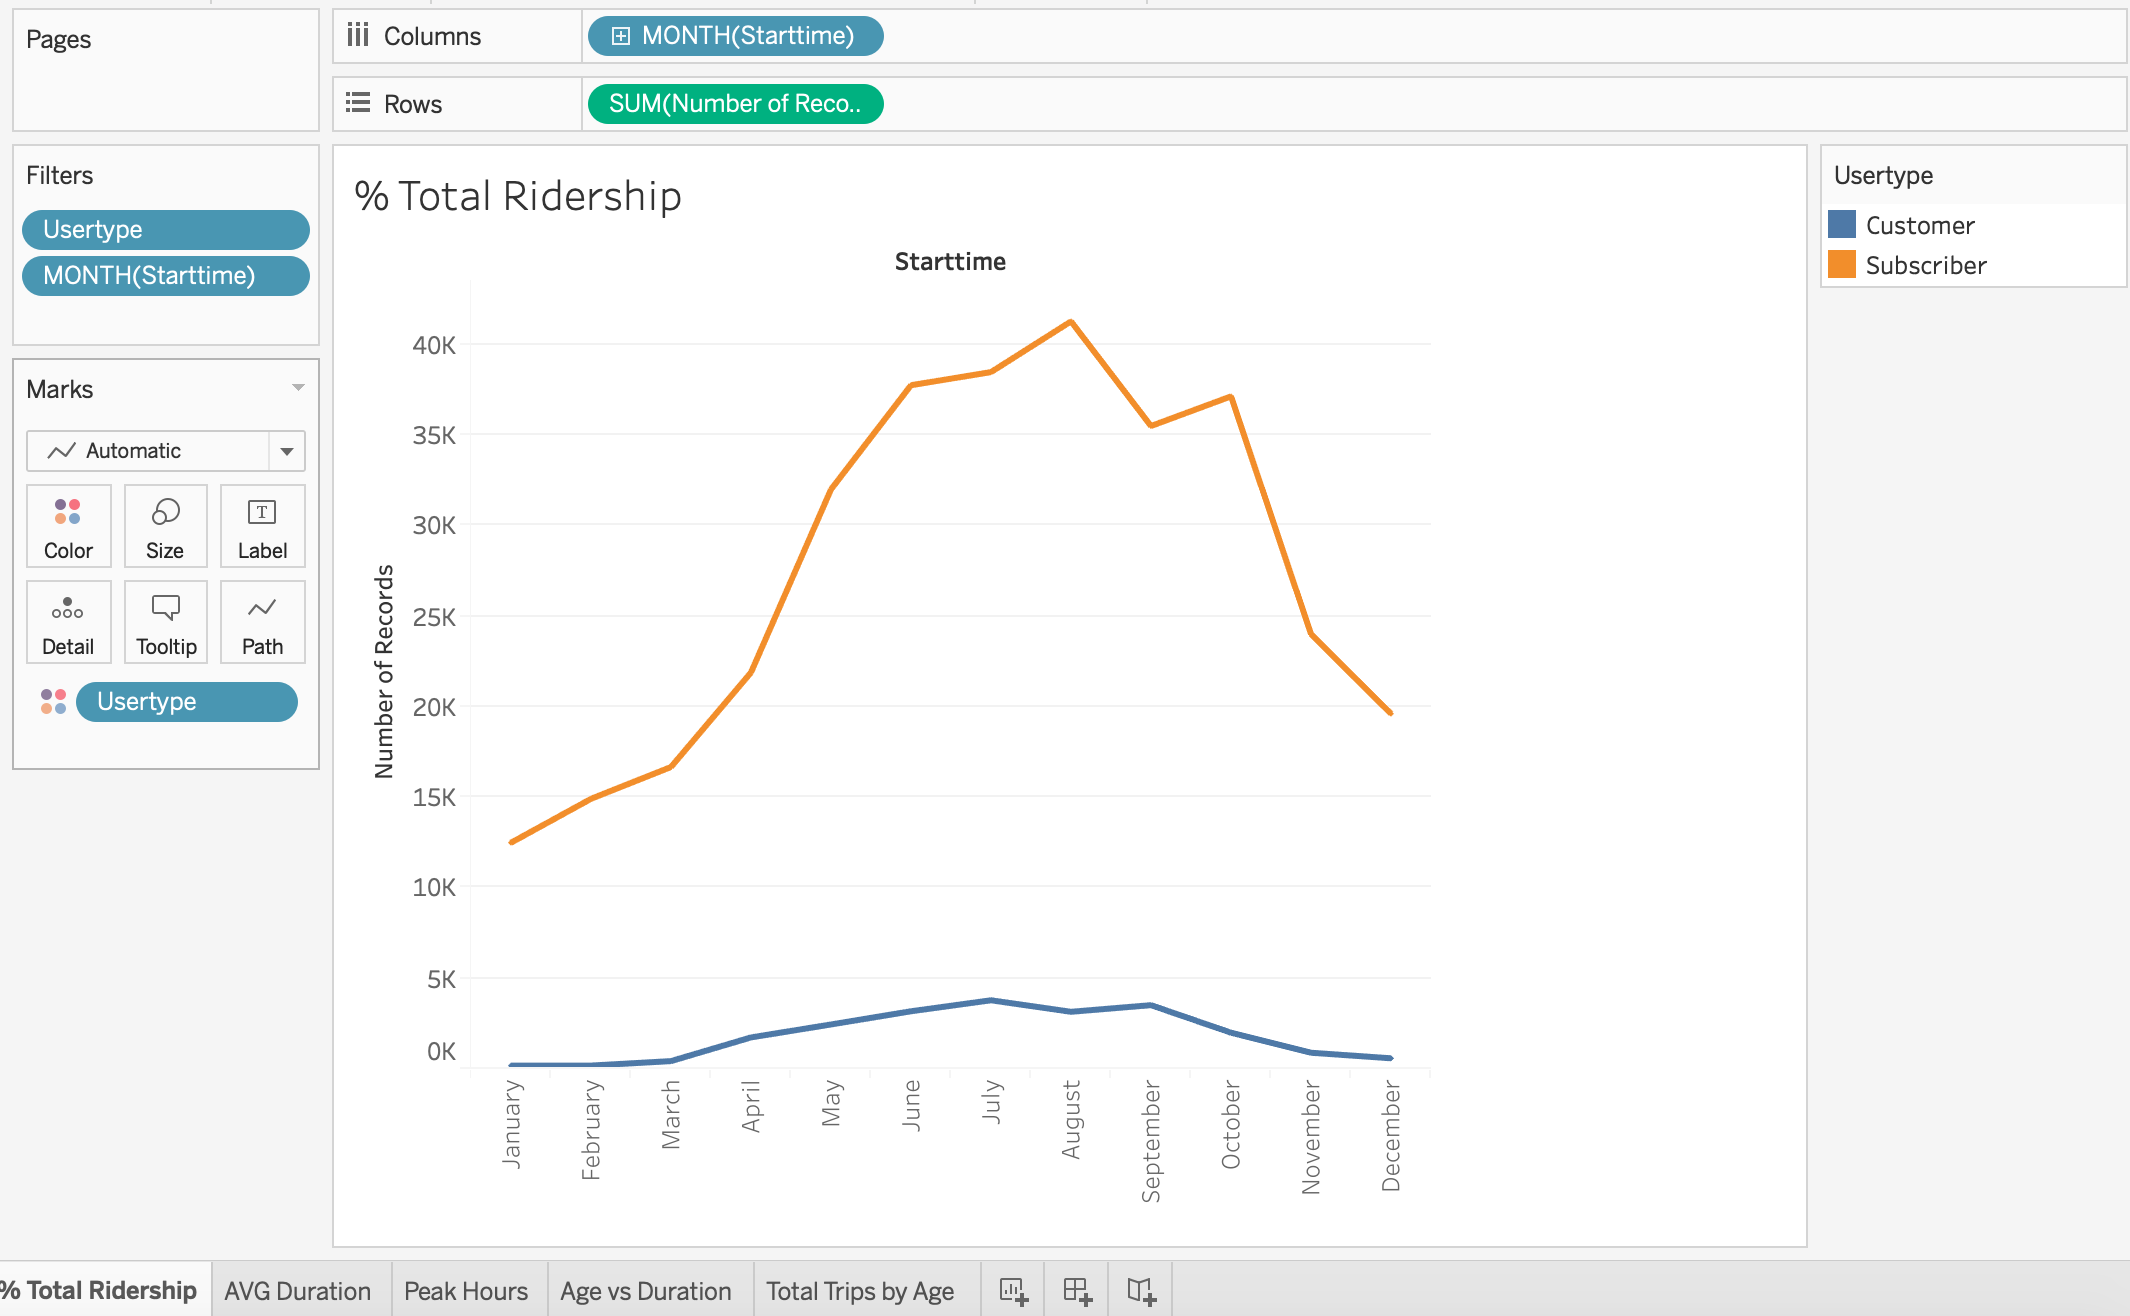 Pages
Columns
MONTH(Starttime)
Rows
SUM(Number of Reco..
Filters
Usertype
MONTH(Starttime)
Marks
Automatic
Color
Size
Label
Detail
Tooltip
Path
Usertype
% Total Ridership
Starttime
Number of Records
40K
35K
30K
25K
20K
15K
10K
5K
0K
January
February
March
April
May
June
July
August
September
October
November
December
Usertype
Customer
Subscriber
% Total Ridership
AVG Duration
Peak Hours
Age vs Duration
Total Trips by Age